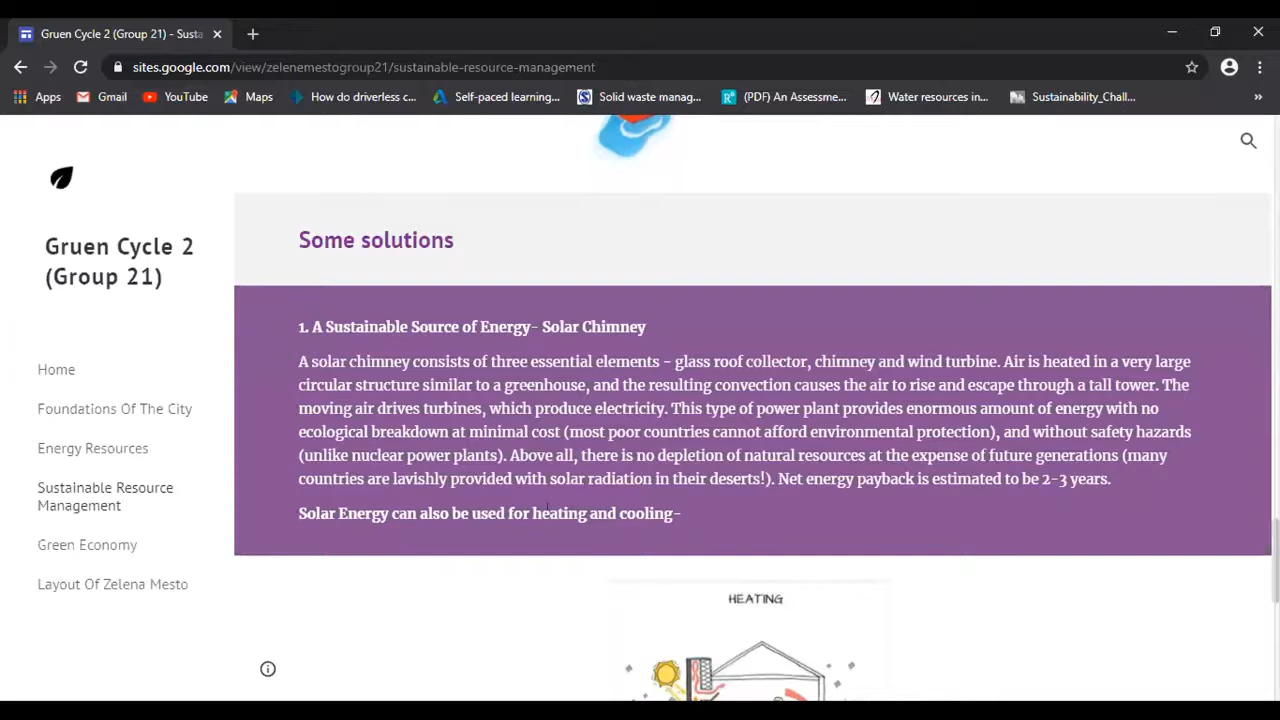 Gruen Cycle 2 (Group 21) - Susta
sites.google.com/view/zelenemestogroup21/sustainable-resource-management
Apps
Gmail
YouTube
Maps
How do driverless c...
Self-paced learning,...
Solid waste manag...
(PDF) An Assessme...
Water resources in...
Sustainability_Chall...
»
Gruen Cycle 2
(Group 21)
Home
Foundations Of The City
Energy Resources
Sustainable Resource
Management
Green Economy
Layout Of Zelena Mesto
Some solutions
1. A Sustainable Source of Energy- Solar Chimney
A solar chimney consists of three essential elements - glass roof collector, chimney and wind turbine. Air is heated in a very large
circular structure similar to a greenhouse, and the resulting convection causes the air to rise and escape through a tall tower. The
moving air drives turbines, which produce electricity. This type of power plant provides enormous amount of energy with no
ecological breakdown at minimal cost (most poor countries cannot afford environmental protection), and without safety hazards
(unlike nuclear power plants). Above all, there is no depletion of natural resources at the expense of future generations (many
countries are lavishly provided with solar radiation in their deserts!). Net energy payback is estimated to be 2-3 years.
Solar Energy can also be used for heating and cooling-
HEATING